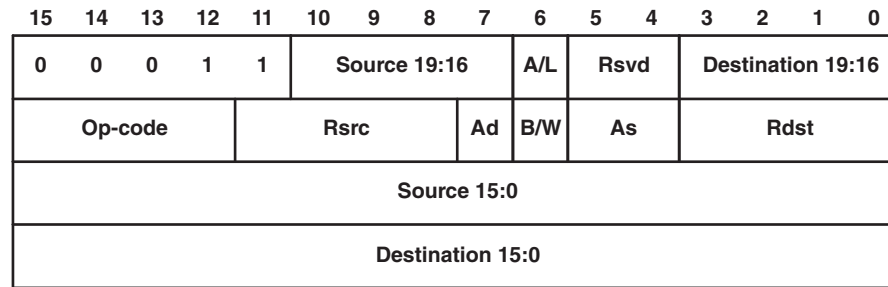 15 14 13 12 11 10 9 8 7 6 5 4 3 2 1 0
0 0 0 1 1 Source 19:16 A/L Rsvd Destination 19:16
Op-code Rsrc Ad B/W As Rdst
Source 15:0
Destination 15:0